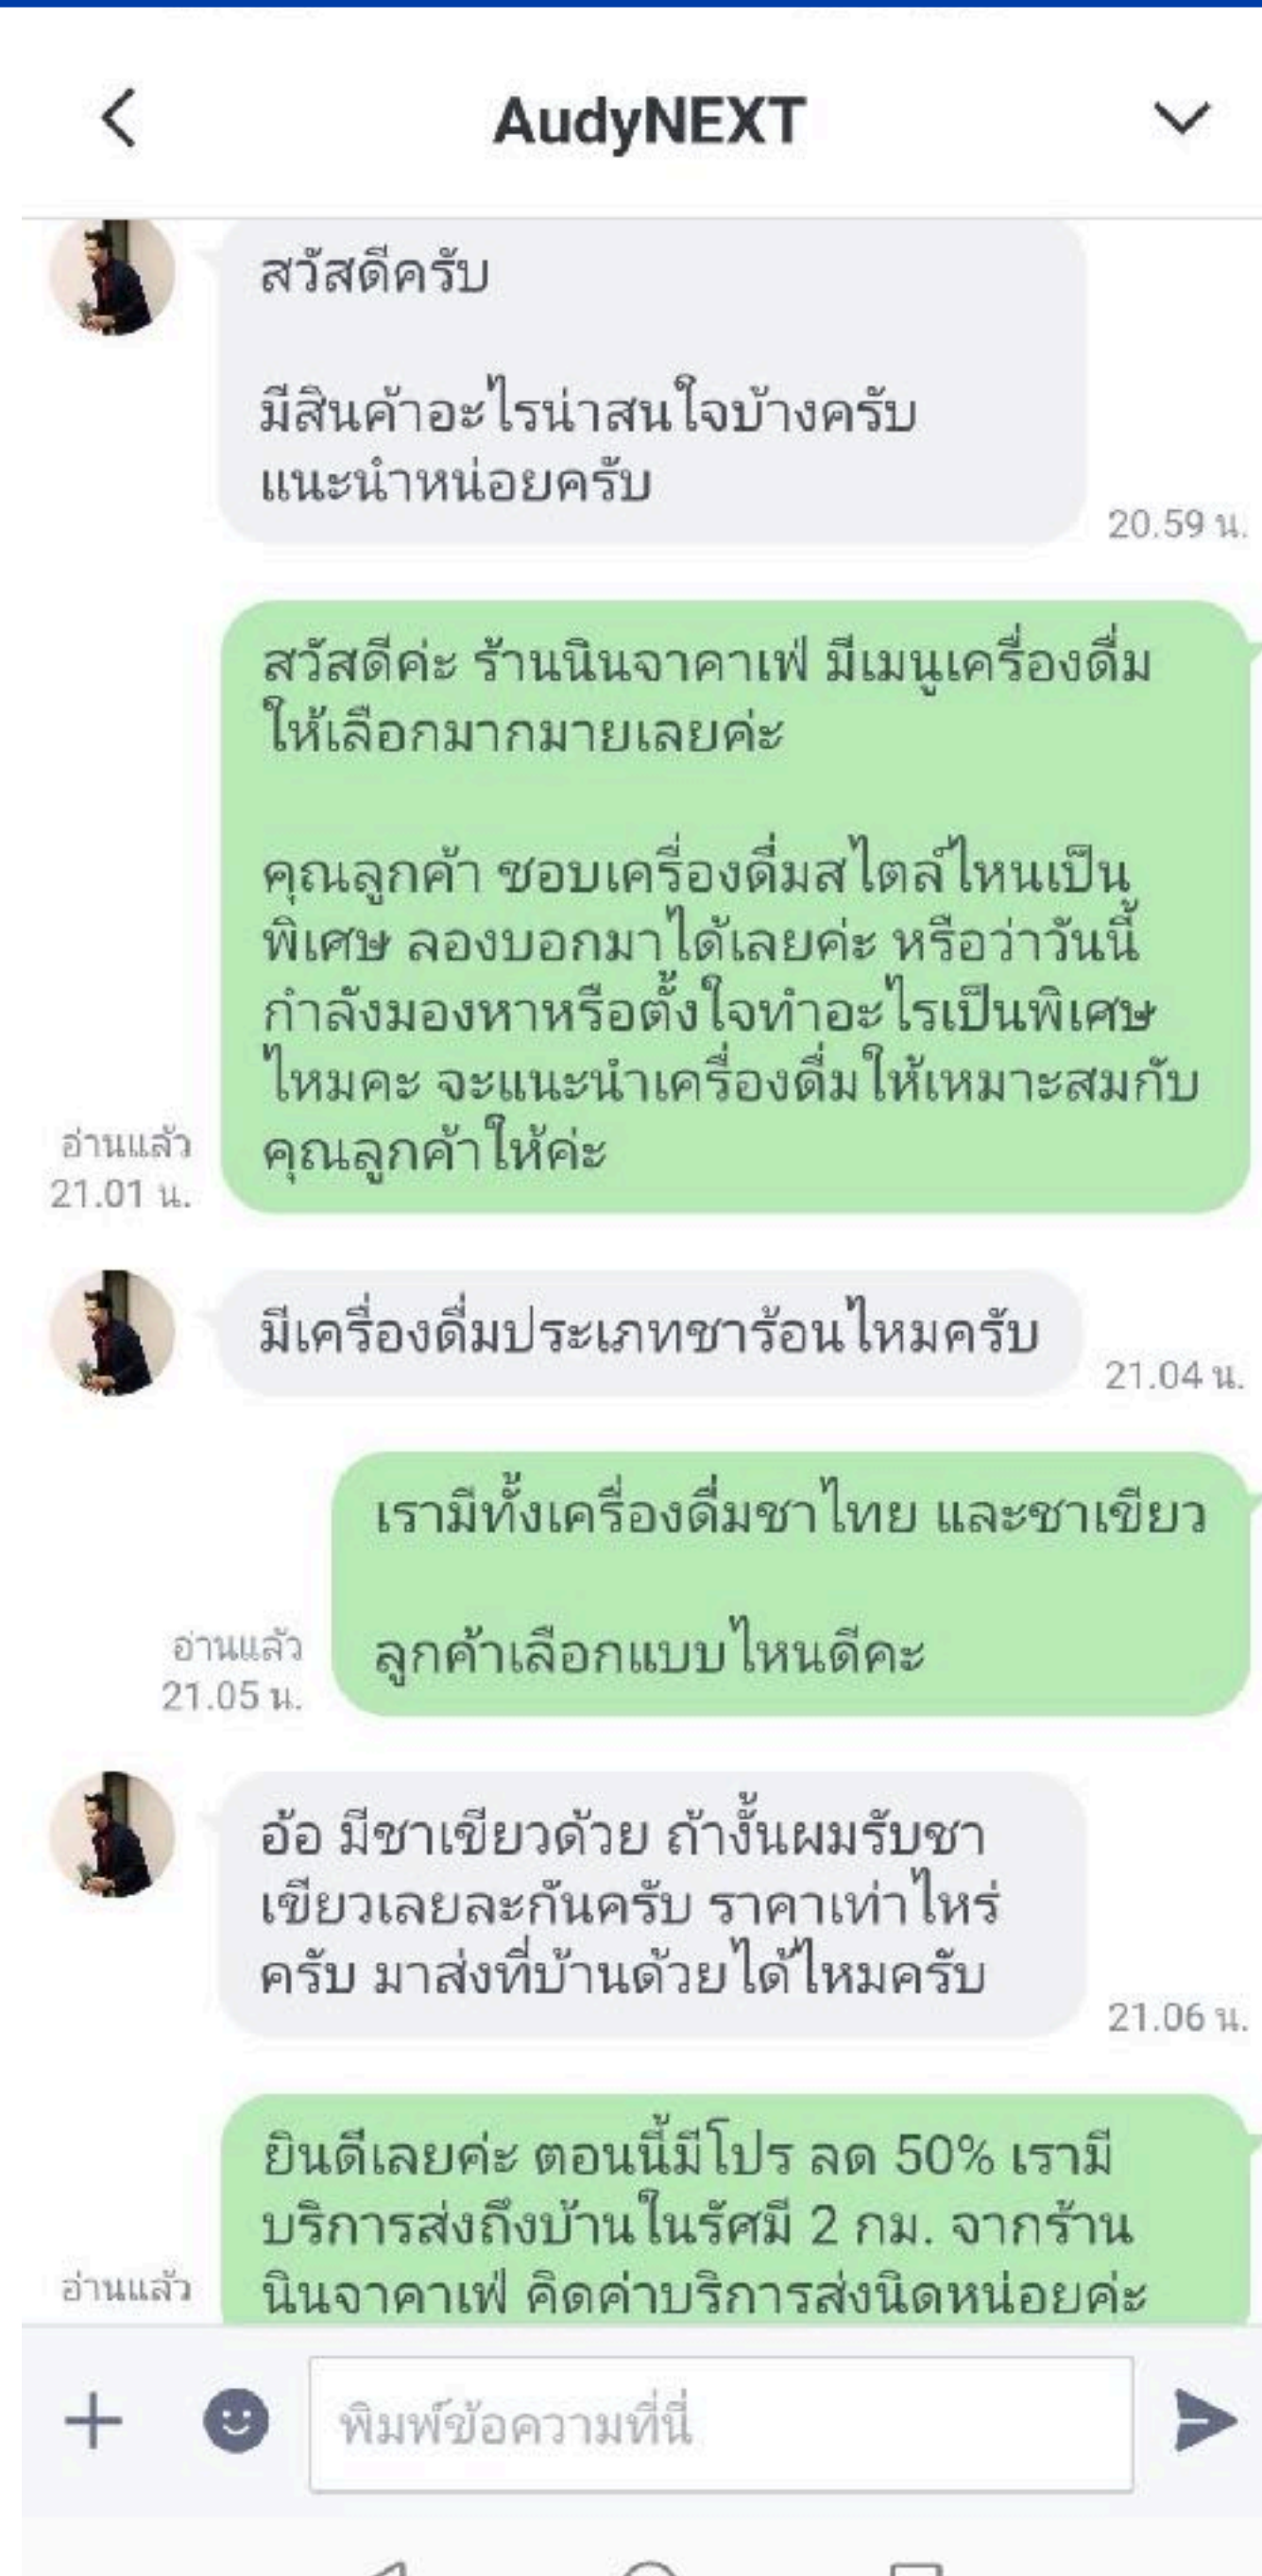 AudyNEXT
สวัสดีครับ
มีสินค้าอะไรน่าสนใจบ้างครับ
แนะนำหน่อยครับ
20.59 น.
สวัสดีค่ะ ร้านนินจาคาเฟ่ มีเมนูเครื่องดื่ม
ให้เลือกมากมายเลยค่ะ
คุณลูกค้า ชอบเครื่องดื่มสไตล์ไหนเป็น
พิเศษ ลองบอกมาได้เลยค่ะ หรือว่าวันนี้
กำลังมองหาหรือตั้งใจทำอะไรเป็นพิเศษ
ไหมคะ จะแนะนำเครื่องดื่มให้เหมาะสมกับ
คุณลูกค้าให้ค่ะ
อ่านแล้ว
21.01 น.
มีเครื่องดื่มประเภทชาร้อนไหมครับ
21.04 น.
เรามีทั้งเครื่องดื่มชาไทย และชาเขียว
ลูกค้าเลือกแบบไหนดีคะ
อ่านแล้ว
21.05 น.
อ้อ มีชาเขียวด้วย ถ้างั้นผมรับชา
เขียวเลยละกันครับ ราคาเท่าไหร่
ครับ มาส่งที่บ้านด้วยได้ไหมครับ
21.06 น.
ยินดีเลยค่ะ ตอนนี้มีโปร ลด 50% เรามี
บริการส่งถึงบ้านในรัศมี 2 กม. จากร้าน
นินจาคาเฟ่ คิดค่าบริการส่งนิดหน่อยค่ะ
อ่านแล้ว
พิมพ์ข้อความที่นี่